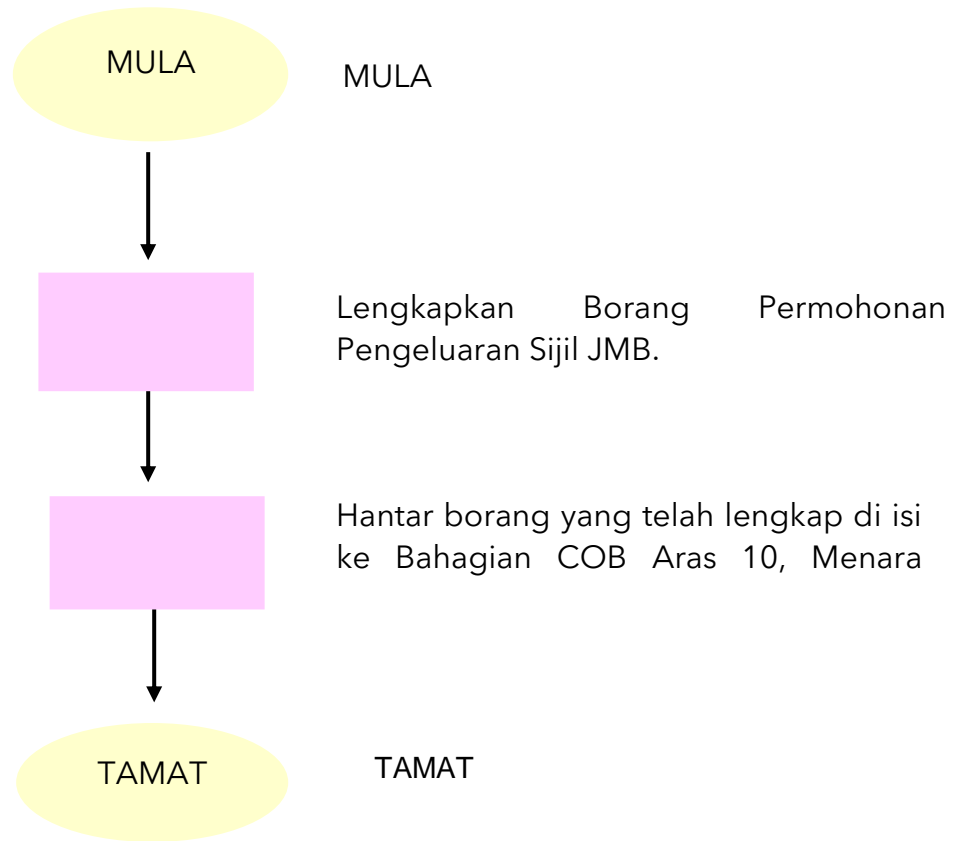 MULA
MULA
Lengkapkan Borang Permohonan
Pengeluaran Sijil JMB.
Hantar borang yang telah lengkap di isi
ke Bahagian COB Aras 10, Menara
TAMAT
TAMAT